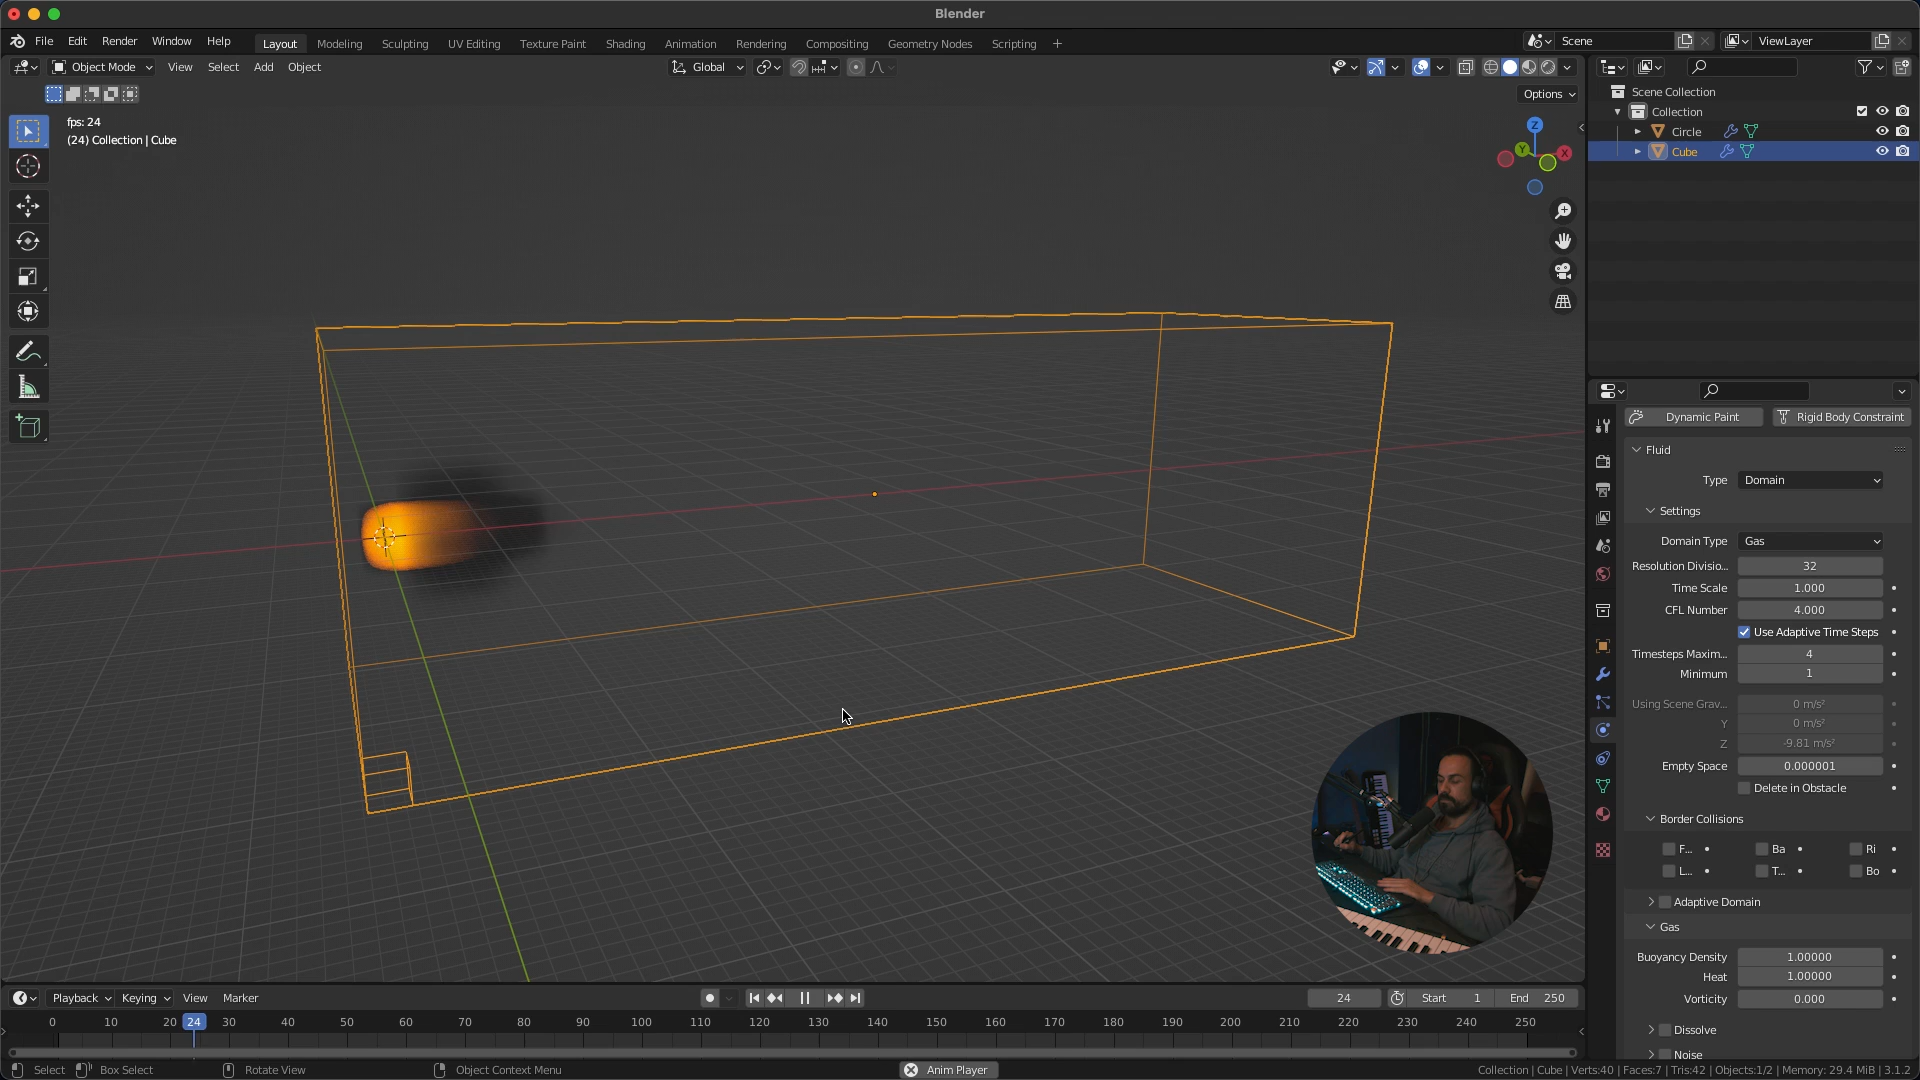 Blender
File Edit Render Window Help
Layout Modeling Sculpting UV Editing Texture Paint Shading Animation Rendering Compositing Geometry Nodes Scripting +
Scene
ViewLayer
Object Mode View Select Add Object
Global
Options
fps: 24
(24) Collection | Cube
Z
Y
X
Scene Collection
Collection
Circle
Cube
Dynamic Paint
Rigid Body Constraint
Fluid
Type Domain
Settings
Domain Type Gas
Resolution Divisio... 32
Time Scale 1.000
CFL Number 4.000
Use Adaptive Time Steps
Timesteps Maxim... 4
Minimum 1
Using Scene Grav... 0 m/s²
Y 0 m/s²
Z -9.81 m/s²
Empty Space 0.000001
Delete in Obstacle
Border Collisions
F... Ba Ri
L... T... Bo
Adaptive Domain
Gas
Buoyancy Density 1.00000
Heat 1.00000
Vorticity 0.000
Dissolve
Noise
Playback Keying View Marker
24 Start 1 End 250
0 10 20 24 30 40 50 60 70 80 90 100 110 120 130 140 150 160 170 180 190 200 210 220 230 240 250
Select Box Select Rotate View Object Context Menu Anim Player
Collection | Cube | Verts:40 | Faces:7 | Tris:42 | Objects:1/2 | Memory: 29.4 MiB | 3.1.2